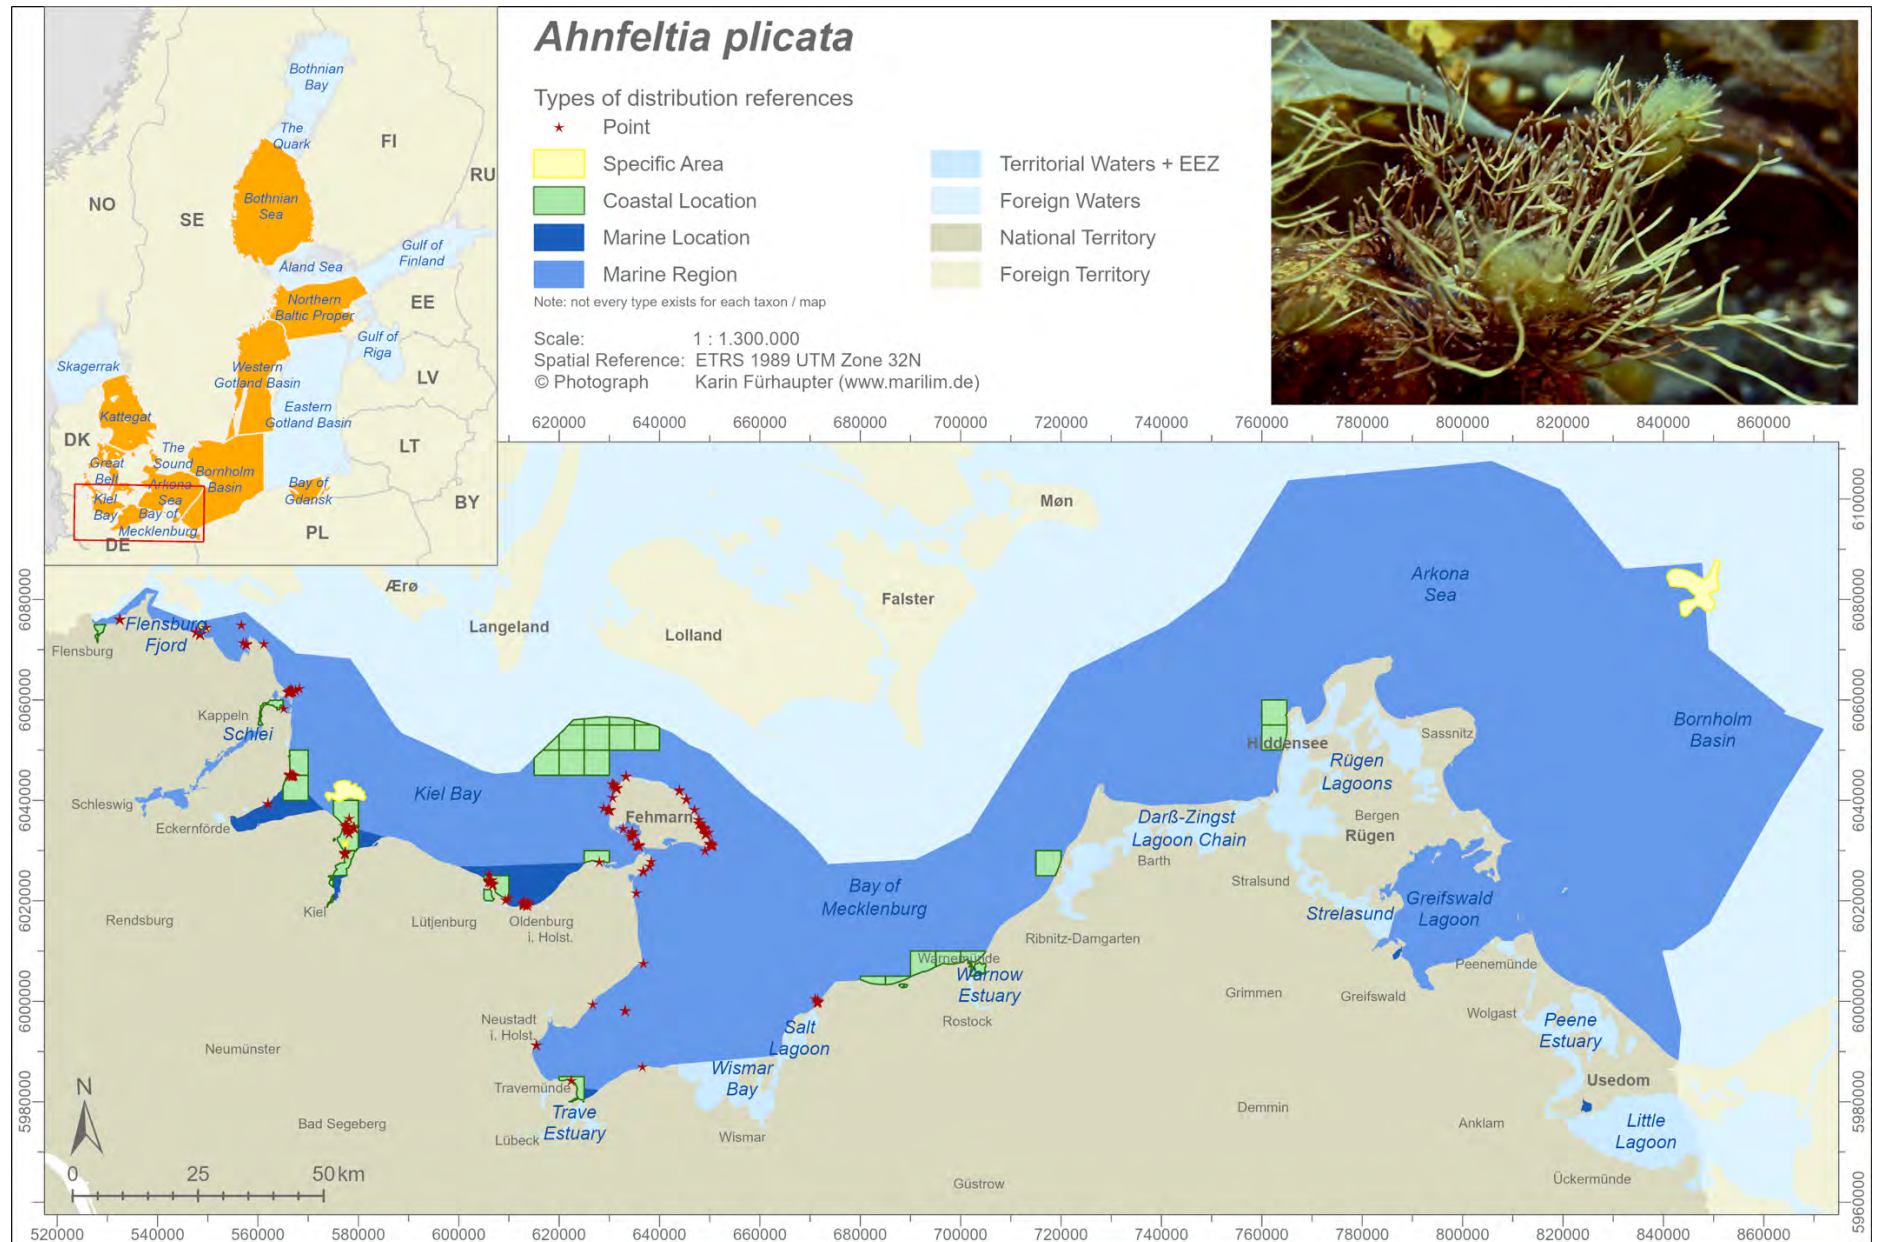 Ahnfeltia plicata
Types of distribution references
Point
Specific Area
Coastal Location
Marine Location
Marine Region
Territorial Waters + EEZ
Foreign Waters
National Territory
Foreign Territory
Note: not every type exists for each taxon / map
Scale: 1 : 1.300.000
Spatial Reference: ETRS 1989 UTM Zone 32N
© Photograph Karin Fürhaupter (www.marilim.de)
Bothnian
Bay
The
Quark
FI
RU
NO
SE
Bothnian
Sea
Gulf of
Finland
Åland Sea
Northern
Baltic Proper
EE
Gulf of
Riga
Skagerrak
Western
Gotland Basin
LV
Eastern
Gotland Basin
Kattegat
DK
The
Sound
LT
Great
Belt
Bornholm
Basin
Arkona
Sea
Bay of
Gdansk
Kiel
Bay
Bay of
Mecklenburg
BY
PL
DE
620000 640000 660000 680000 700000 720000 740000 760000 780000 800000 820000 840000 860000
6100000
6080000
6060000
6040000
6020000
6000000
5980000
5960000
6080000
6060000
6040000
6020000
6000000
5980000
Møn
Ærø
Langeland
Lolland
Falster
Arkona
Sea
Flensburg
Fjord
Flensburg
Kappeln
Schlei
Schleswig
Eckernförde
Kiel Bay
Fehmarn
Hiddensee
Sassnitz
Bornholm
Basin
Rügen
Lagoons
Bergen
Rügen
Darß-Zingst
Lagoon Chain
Barth
Stralsund
Strelasund
Greifswald
Lagoon
Bay of
Mecklenburg
Rendsburg
Kiel
Lütjenburg
Oldenburg
i. Holst.
Ribnitz-Damgarten
Warnemünde
Warnow
Estuary
Rostock
Peenemünde
Grimmen
Greifswald
Wolgast
Peene
Estuary
Neustadt
i. Holst.
Salt
Lagoon
Neumünster
Wismar
Bay
Usedom
Travemünde
Trave
Estuary
Demmin
Anklam
Little
Lagoon
Bad Segeberg
Lübeck
Wismar
Güstrow
Ückermünde
N
0 25 50 km
520000 540000 560000 580000 600000 620000 640000 660000 680000 700000 720000 740000 760000 780000 800000 820000 840000 860000